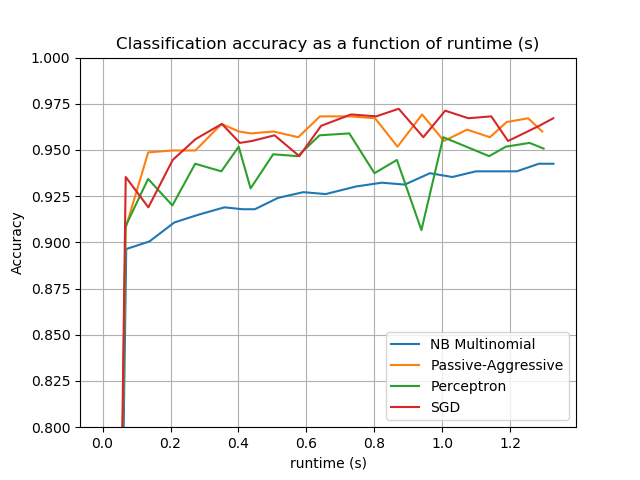 Classification accuracy as a function of runtime (s)
1.000
0.975
0.950
0.925
0.900
0.875
0.850
0.825
0.800
Accuracy
NB Multinomial
Passive-Aggressive
Perceptron
SGD
0.0 0.2 0.4 0.6 0.8 1.0 1.2
runtime (s)